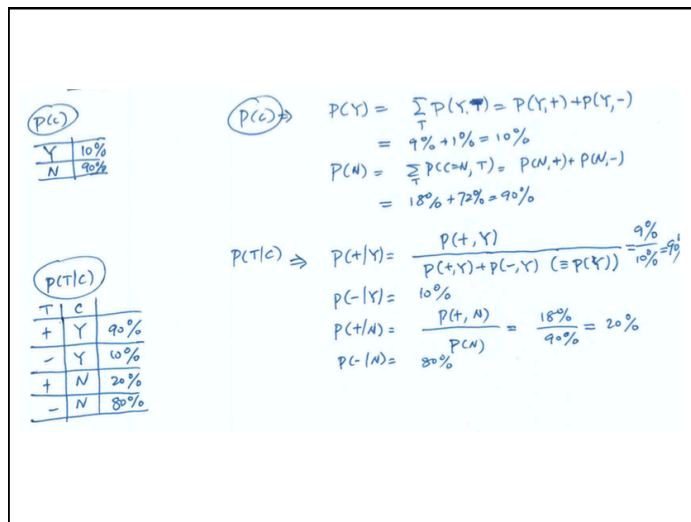 P(C)
Y 10%
N 90%
P(C) ⇒ P(Y) = Σ_T P(Y,T) = P(Y,+)+P(Y,-)
= 9%+1% = 10%
P(N) = Σ_T P(C=N, T) = P(N,+)+P(N,-)
= 18%+72% = 90%
P(T|C)
T C
+ Y 90%
- Y 10%
+ N 20%
- N 80%
P(T|C) ⇒ P(+|Y) = P(+,Y) / P(+,Y)+P(-,Y) (≡P(Y)) = 9%/10% = 90%
P(-|Y) = 10%
P(+|N) = P(+,N) / P(N) = 18%/90% = 20%
P(-|N) = 80%